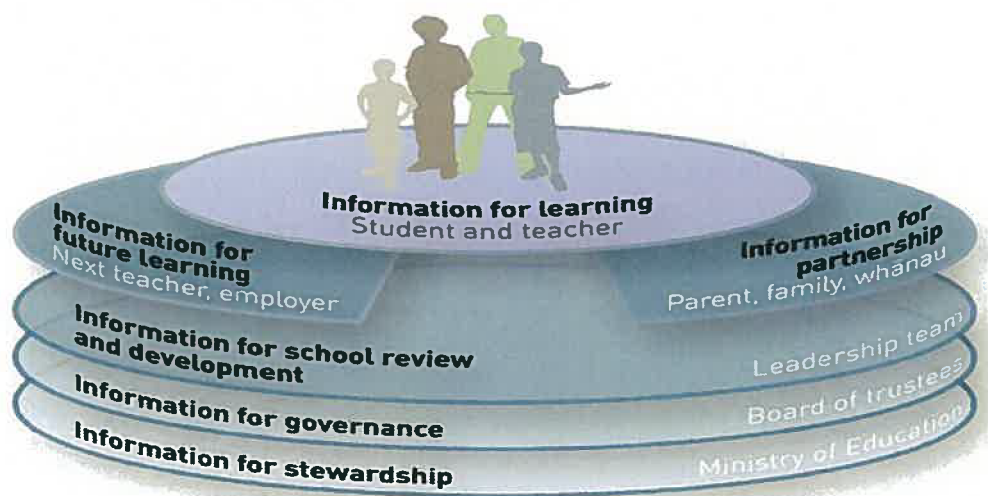 Information for learning
Student and teacher
Information for
future learning
Next teacher, employer
Information for
partnership
Parent, family, whanau
Information for school review
and development
Leadership team
Information for governance
Board of trustees
Information for stewardship
Ministry of Education